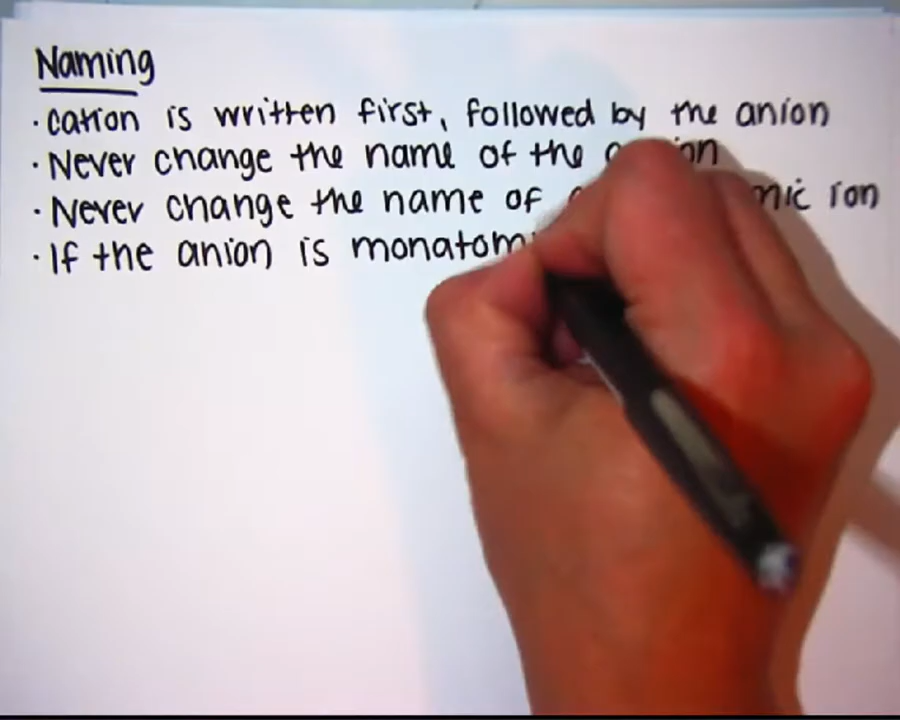 Naming
· cation is written first, followed by the anion
· Never change the name of the
· Never change the name of ion
· If the anion is